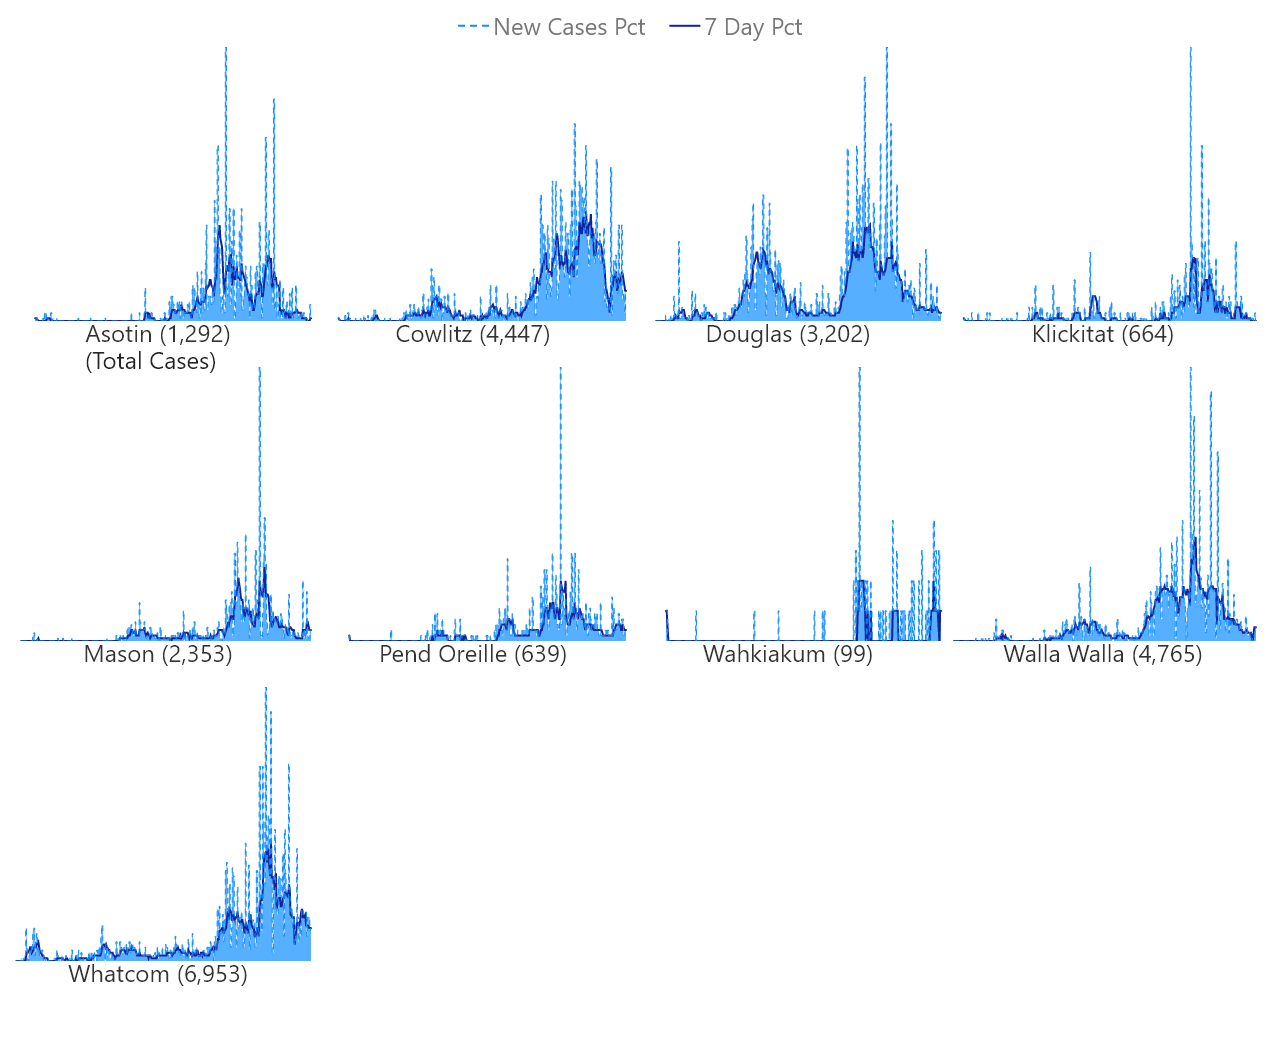 New Cases Pct 7 Day Pct
Asotin (1,292)
(Total Cases)
Cowlitz (4,447)
Douglas (3,202)
Klickitat (664)
Mason (2,353)
Pend Oreille (639)
Wahkiakum (99)
Walla Walla (4,765)
Whatcom (6,953)